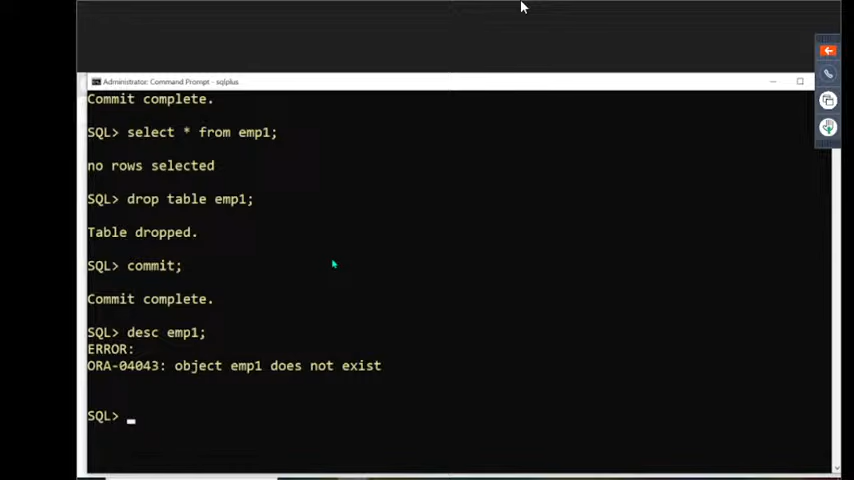 Administrator: Command Prompt - sqlplus
Commit complete.
SQL> select * from emp1;
no rows selected
SQL> drop table emp1;
Table dropped.
SQL> commit;
Commit complete.
SQL> desc emp1;
ERROR:
ORA-04043: object emp1 does not exist
SQL>